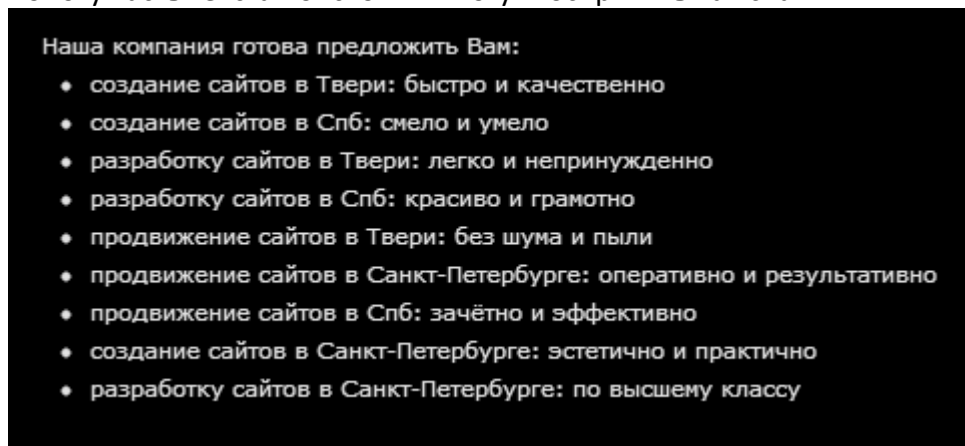 Наша компания готова предложить Вам:
• создание сайтов в Твери: быстро и качественно
• создание сайтов в Спб: смело и умело
• разработку сайтов в Твери: легко и непринужденно
• разработку сайтов в Спб: красиво и грамотно
• продвижение сайтов в Твери: без шума и пыли
• продвижение сайтов в Санкт-Петербурге: оперативно и результативно
• продвижение сайтов в Спб: зачётно и эффективно
• создание сайтов в Санкт-Петербурге: эстетично и практично
• разработку сайтов в Санкт-Петербурге: по высшему классу